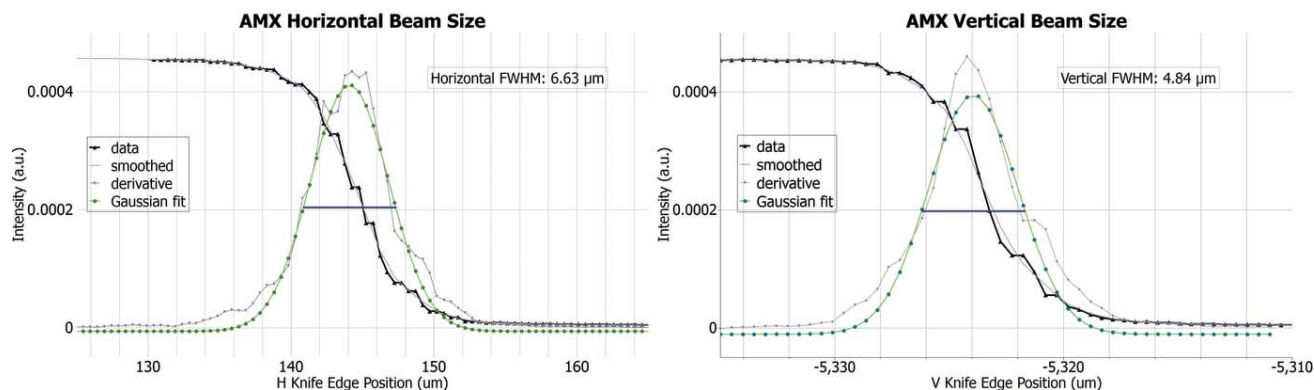 AMX Horizontal Beam Size
Horizontal FWHM: 6.63 µm
0.0004
0.0002
0
Intensity (a.u.)
data
smoothed
derivative
Gaussian fit
130
140
150
160
H Knife Edge Position (um)
AMX Vertical Beam Size
Vertical FWHM: 4.84 µm
0.0004
0.0002
0
Intensity (a.u.)
data
smoothed
derivative
Gaussian fit
-5,330
-5,320
-5,310
V Knife Edge Position (um)